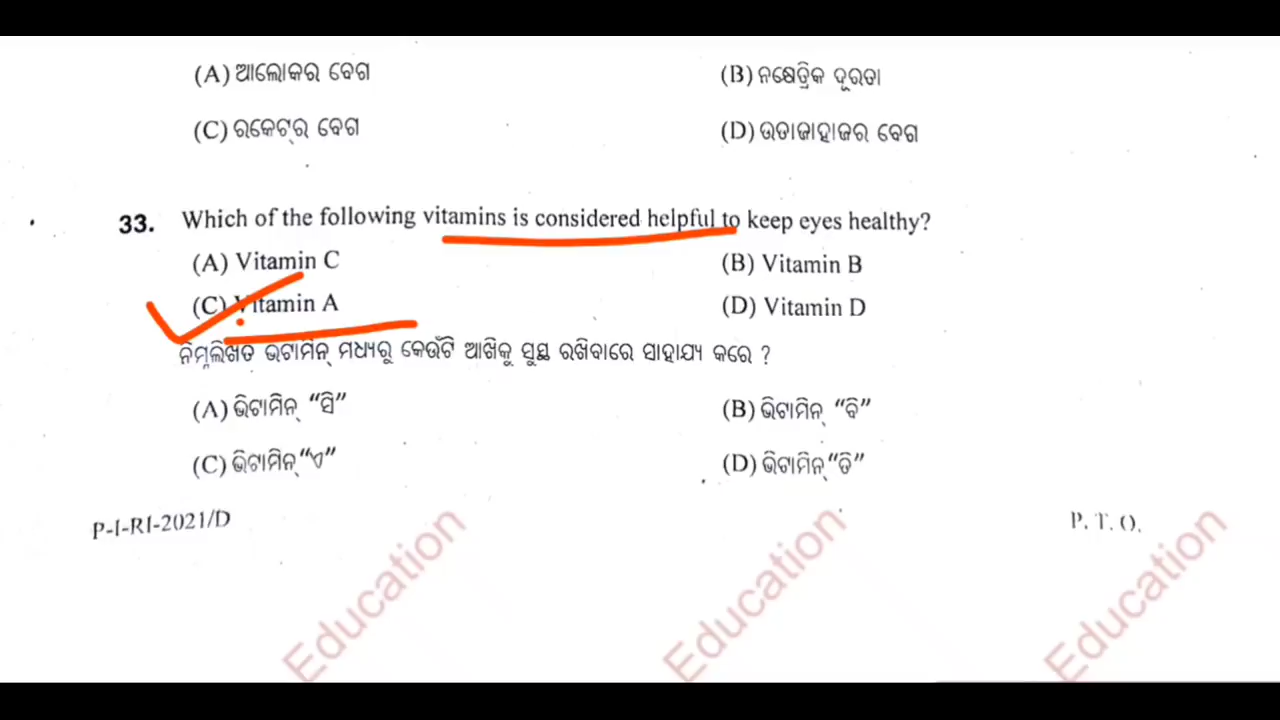 (A) ଆଲୋକର ବେଗ (B) ନକ୍ଷେତ୍ରିକ ଦୂରତା
(C) ରକେଟ୍‌ର ବେଗ (D) ଉଡାଜାହାଜର ବେଗ
33. Which of the following vitamins is considered helpful to keep eyes healthy?
(A) Vitamin C (B) Vitamin B
(C) Vitamin A (D) Vitamin D
ନିମ୍ନଲିଖିତ ଭିଟାମିନ୍ ମଧ୍ୟରୁ କେଉଁଟି ଆଖିକୁ ସୁସ୍ଥ ରଖିବାରେ ସାହାଯ୍ୟ କରେ ?
(A) ଭିଟାମିନ୍ “ସି” (B) ଭିଟାମିନ୍ “ବି”
(C) ଭିଟାମିନ୍ “ଏ” (D) ଭିଟାମିନ୍ “ଡି”
P-I-RI-2021/D P. T. O.
Education Education Education